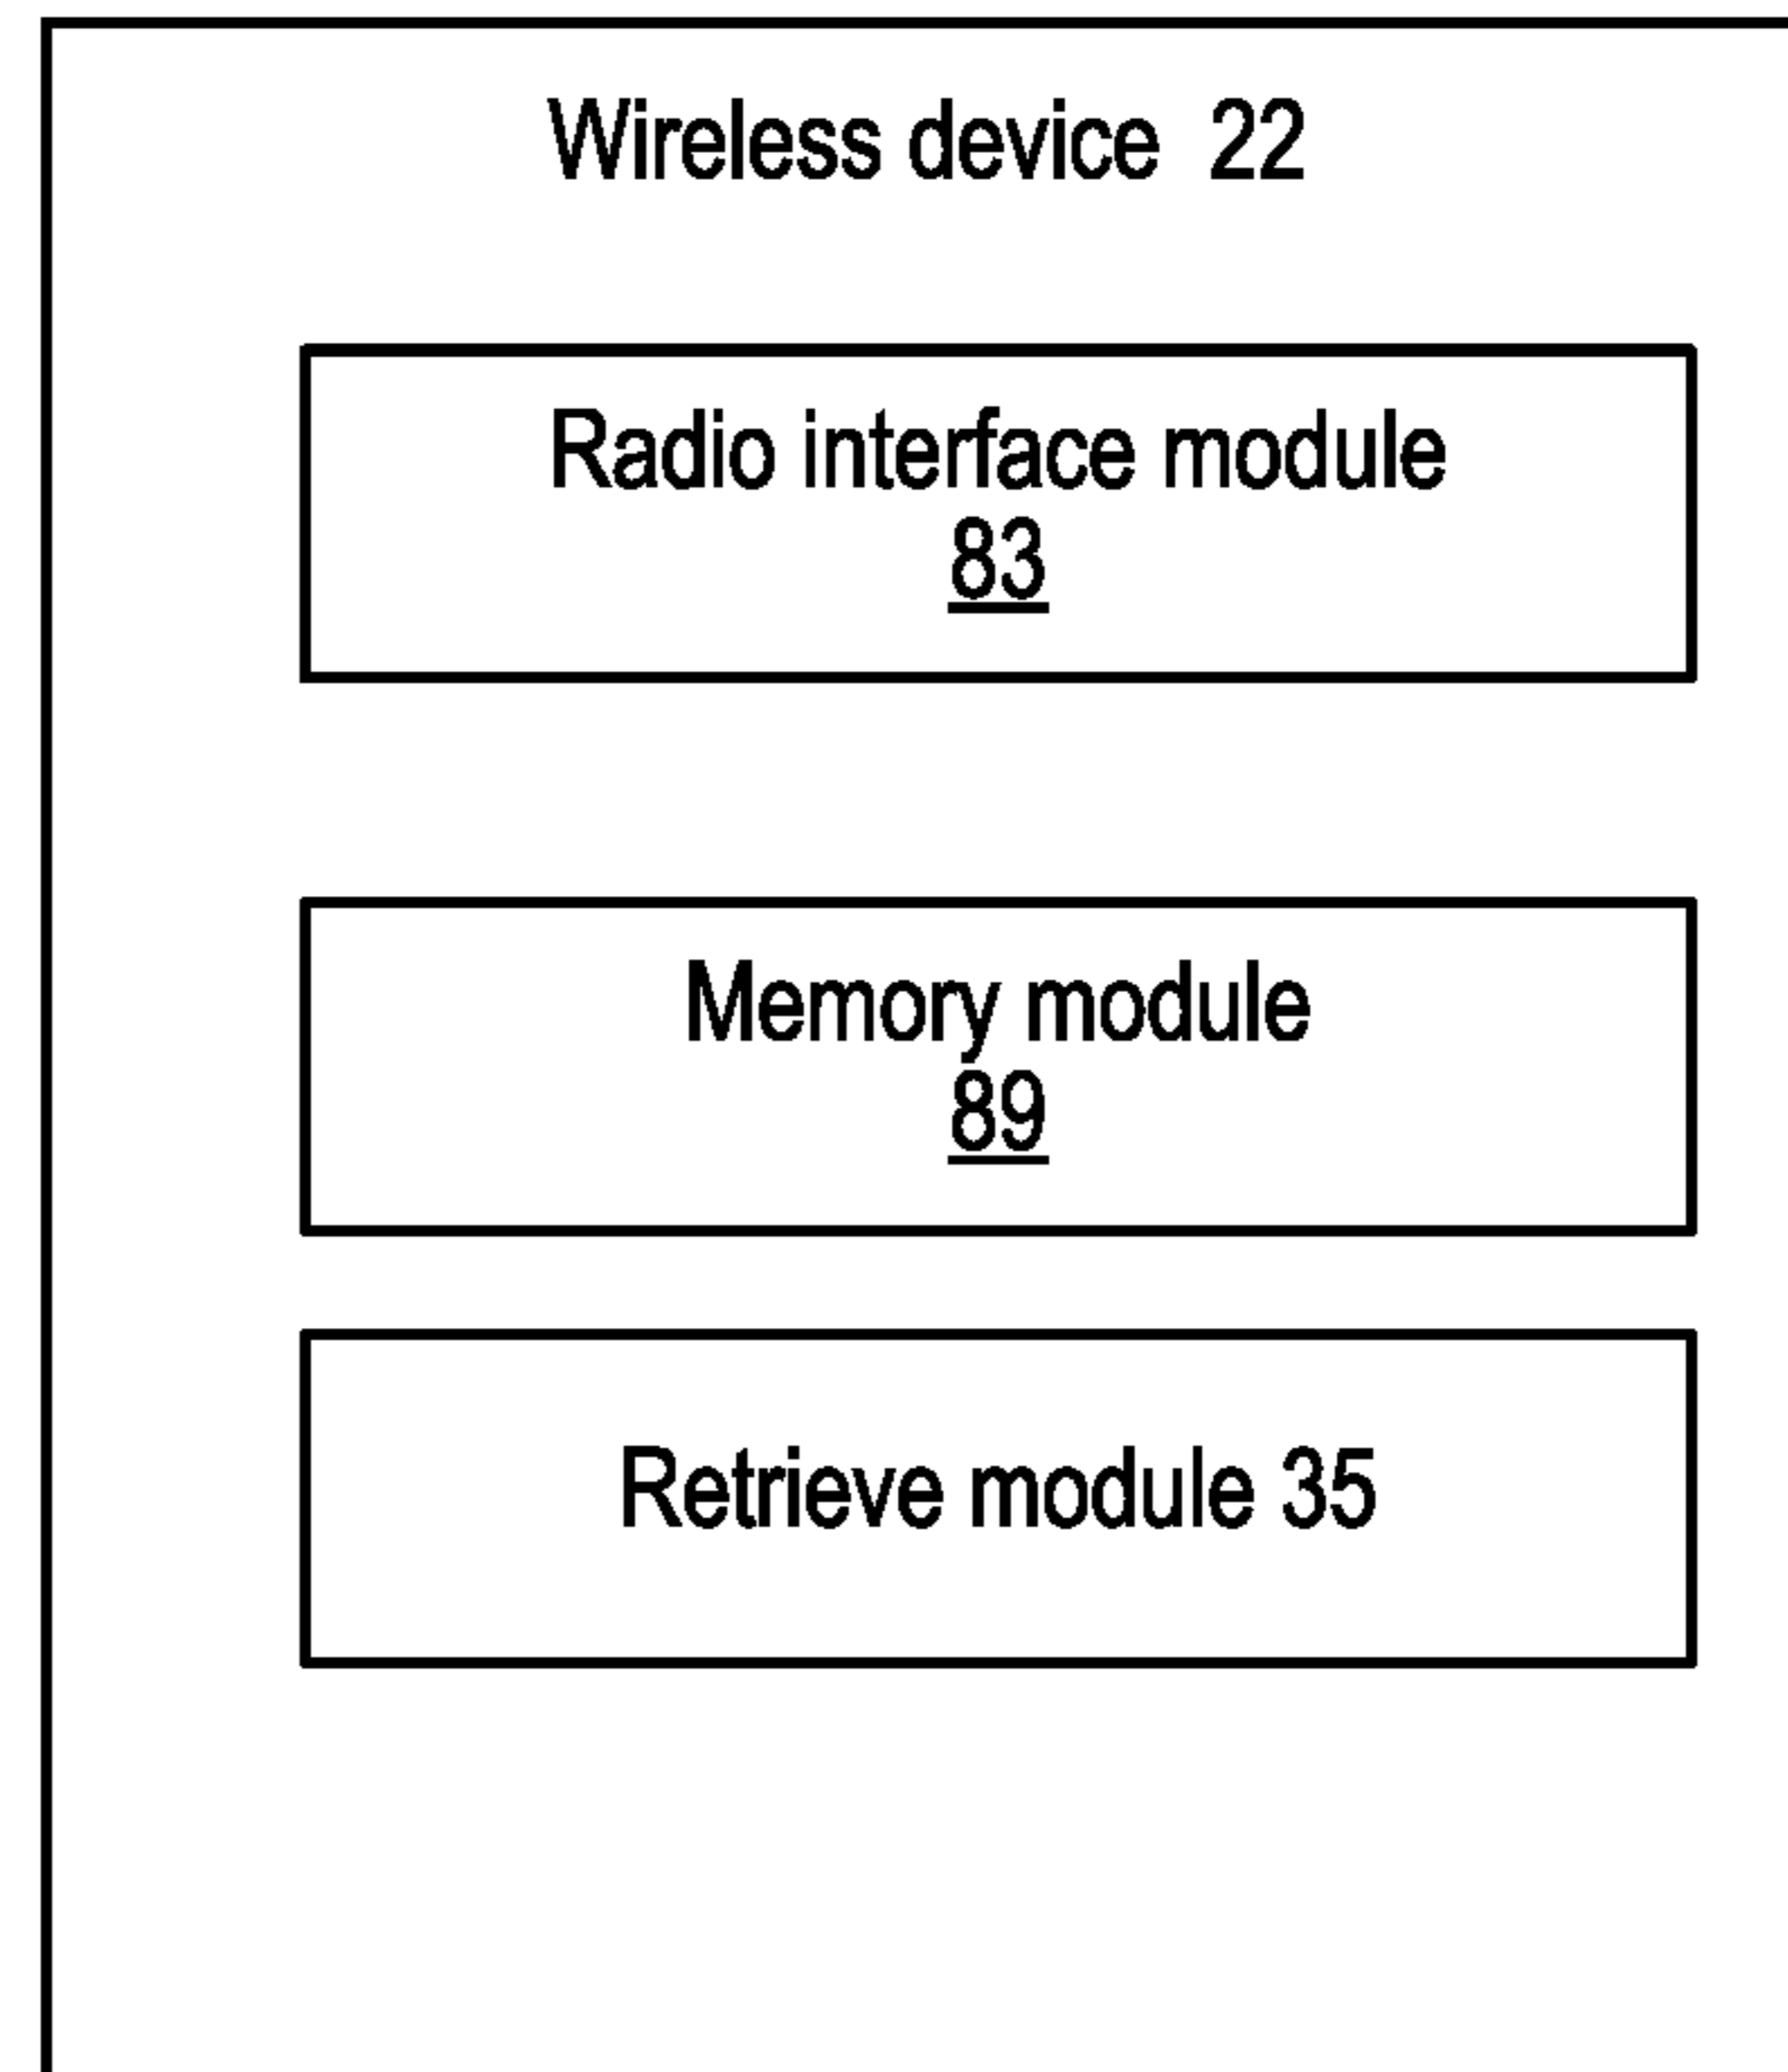 Wireless device 22
Radio interface module
83
Memory module
89
Retrieve module 35